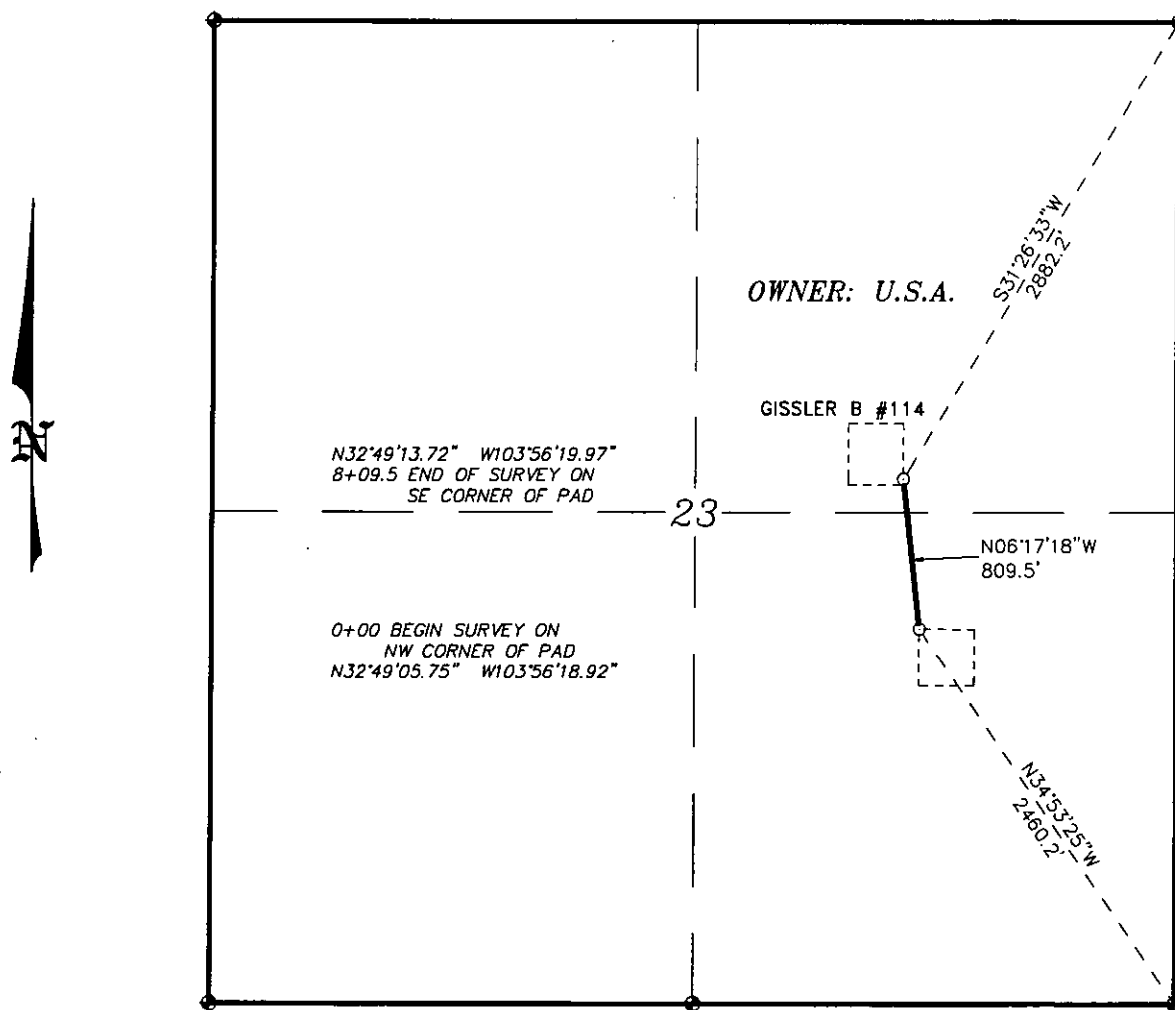 S31°26'33"W
2882.2'
OWNER: U.S.A.
GISSLER B #114
N
N32°49'13.72" W103°56'19.97"
8+09.5 END OF SURVEY ON
SE CORNER OF PAD
23
N06°17'18"W
809.5'
0+00 BEGIN SURVEY ON
NW CORNER OF PAD
N32°49'05.75" W103°56'18.92"
N34°53'25"W
2460.2'